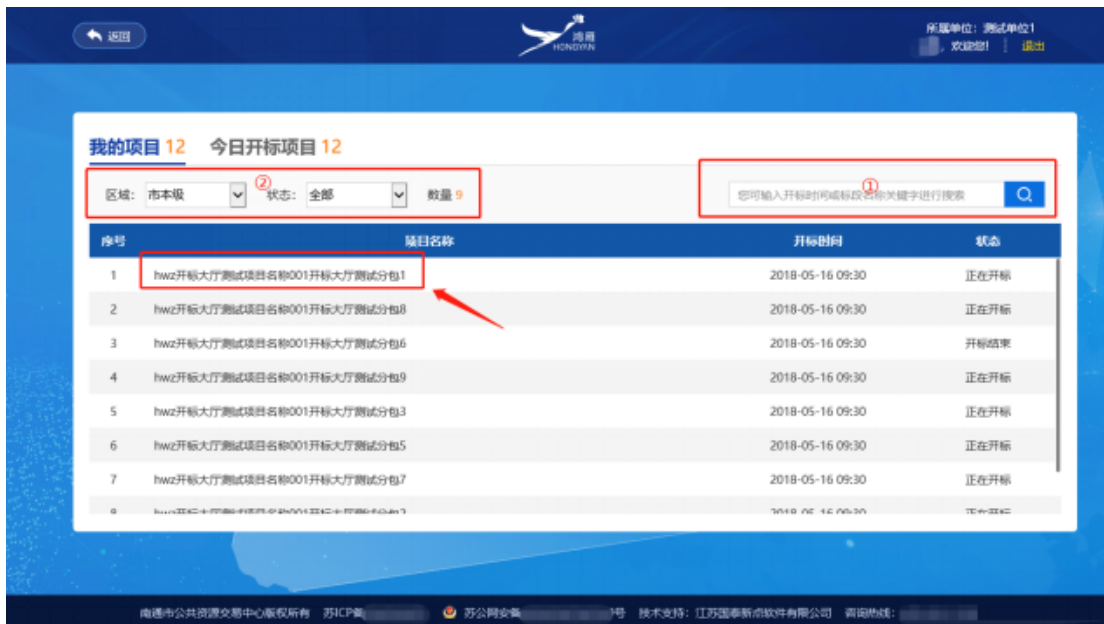 返回
鸿雁
HONGYAN
所属单位：测试单位1
，欢迎您！ | 退出
我的项目 12 今日开标项目 12
区域： 市本级 ② 状态： 全部 数量 9
① 您可输入开标时间或标段名称关键字进行搜索
序号 项目名称 开标时间 状态
1 hwz开标大厅测试项目名称001开标大厅测试分包1 2018-05-16 09:30 正在开标
2 hwz开标大厅测试项目名称001开标大厅测试分包8 2018-05-16 09:30 正在开标
3 hwz开标大厅测试项目名称001开标大厅测试分包6 2018-05-16 09:30 开标结束
4 hwz开标大厅测试项目名称001开标大厅测试分包9 2018-05-16 09:30 正在开标
5 hwz开标大厅测试项目名称001开标大厅测试分包3 2018-05-16 09:30 正在开标
6 hwz开标大厅测试项目名称001开标大厅测试分包5 2018-05-16 09:30 正在开标
7 hwz开标大厅测试项目名称001开标大厅测试分包7 2018-05-16 09:30 正在开标
南通市公共资源交易中心版权所有 苏ICP备 苏公网安备 号 技术支持：江苏国泰新点软件有限公司 咨询热线：